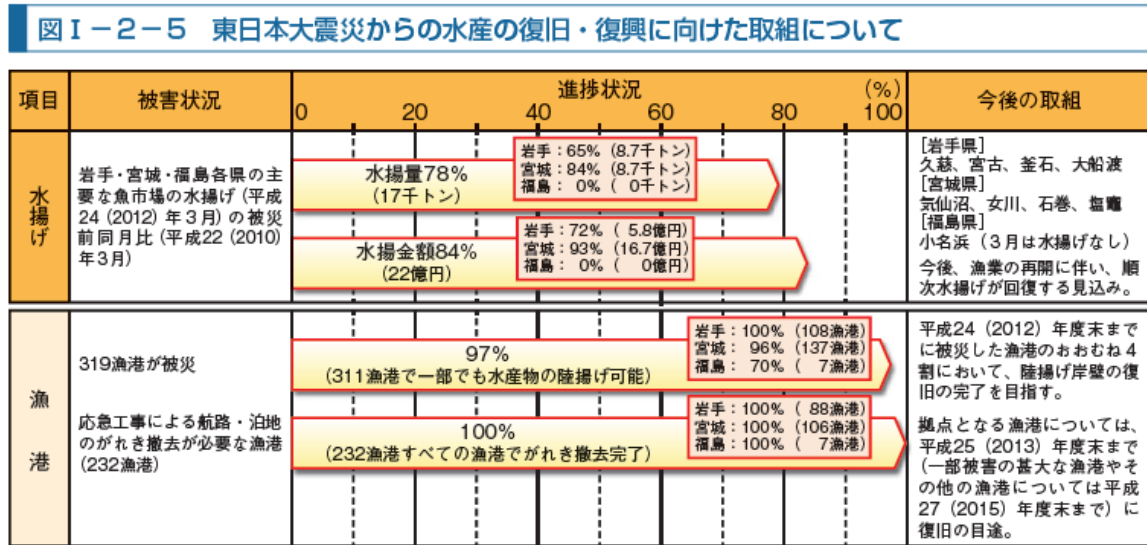 図Ⅰ－2－5 東日本大震災からの水産の復旧・復興に向けた取組について
項目
被害状況
進捗状況
(%)
0 20 40 60 80 100
今後の取組
水揚げ
岩手・宮城・福島各県の主
要な魚市場の水揚げ（平成
24（2012）年３月）の被災
前同月比（平成22（2010）
年３月）
水揚量78%
（17千トン）
岩手：65%（8.7千トン）
宮城：84%（8.7千トン）
福島： 0%（ 0千トン）
水揚金額84%
（22億円）
岩手：72%（ 5.8億円）
宮城：93%（16.7億円）
福島： 0%（ 0億円）
［岩手県］
久慈、宮古、釜石、大船渡
［宮城県］
気仙沼、女川、石巻、塩竈
［福島県］
小名浜（３月は水揚げなし）
今後、漁業の再開に伴い、順
次水揚げが回復する見込み。
漁港
319漁港が被災
97%
（311漁港で一部でも水産物の陸揚げ可能）
岩手：100%（108漁港）
宮城： 96%（137漁港）
福島： 70%（ 7漁港）
平成24（2012）年度末まで
に被災した漁港のおおむね４
割において、陸揚げ岸壁の復
旧の完了を目指す。
応急工事による航路・泊地
のがれき撤去が必要な漁港
（232漁港）
100%
（232漁港すべての漁港でがれき撤去完了）
岩手：100%（ 88漁港）
宮城：100%（106漁港）
福島：100%（ 7漁港）
拠点となる漁港については、
平成25（2013）年度末まで
（一部被害の甚大な漁港やそ
の他の漁港については平成
27（2015）年度末まで）に
復旧の目途。